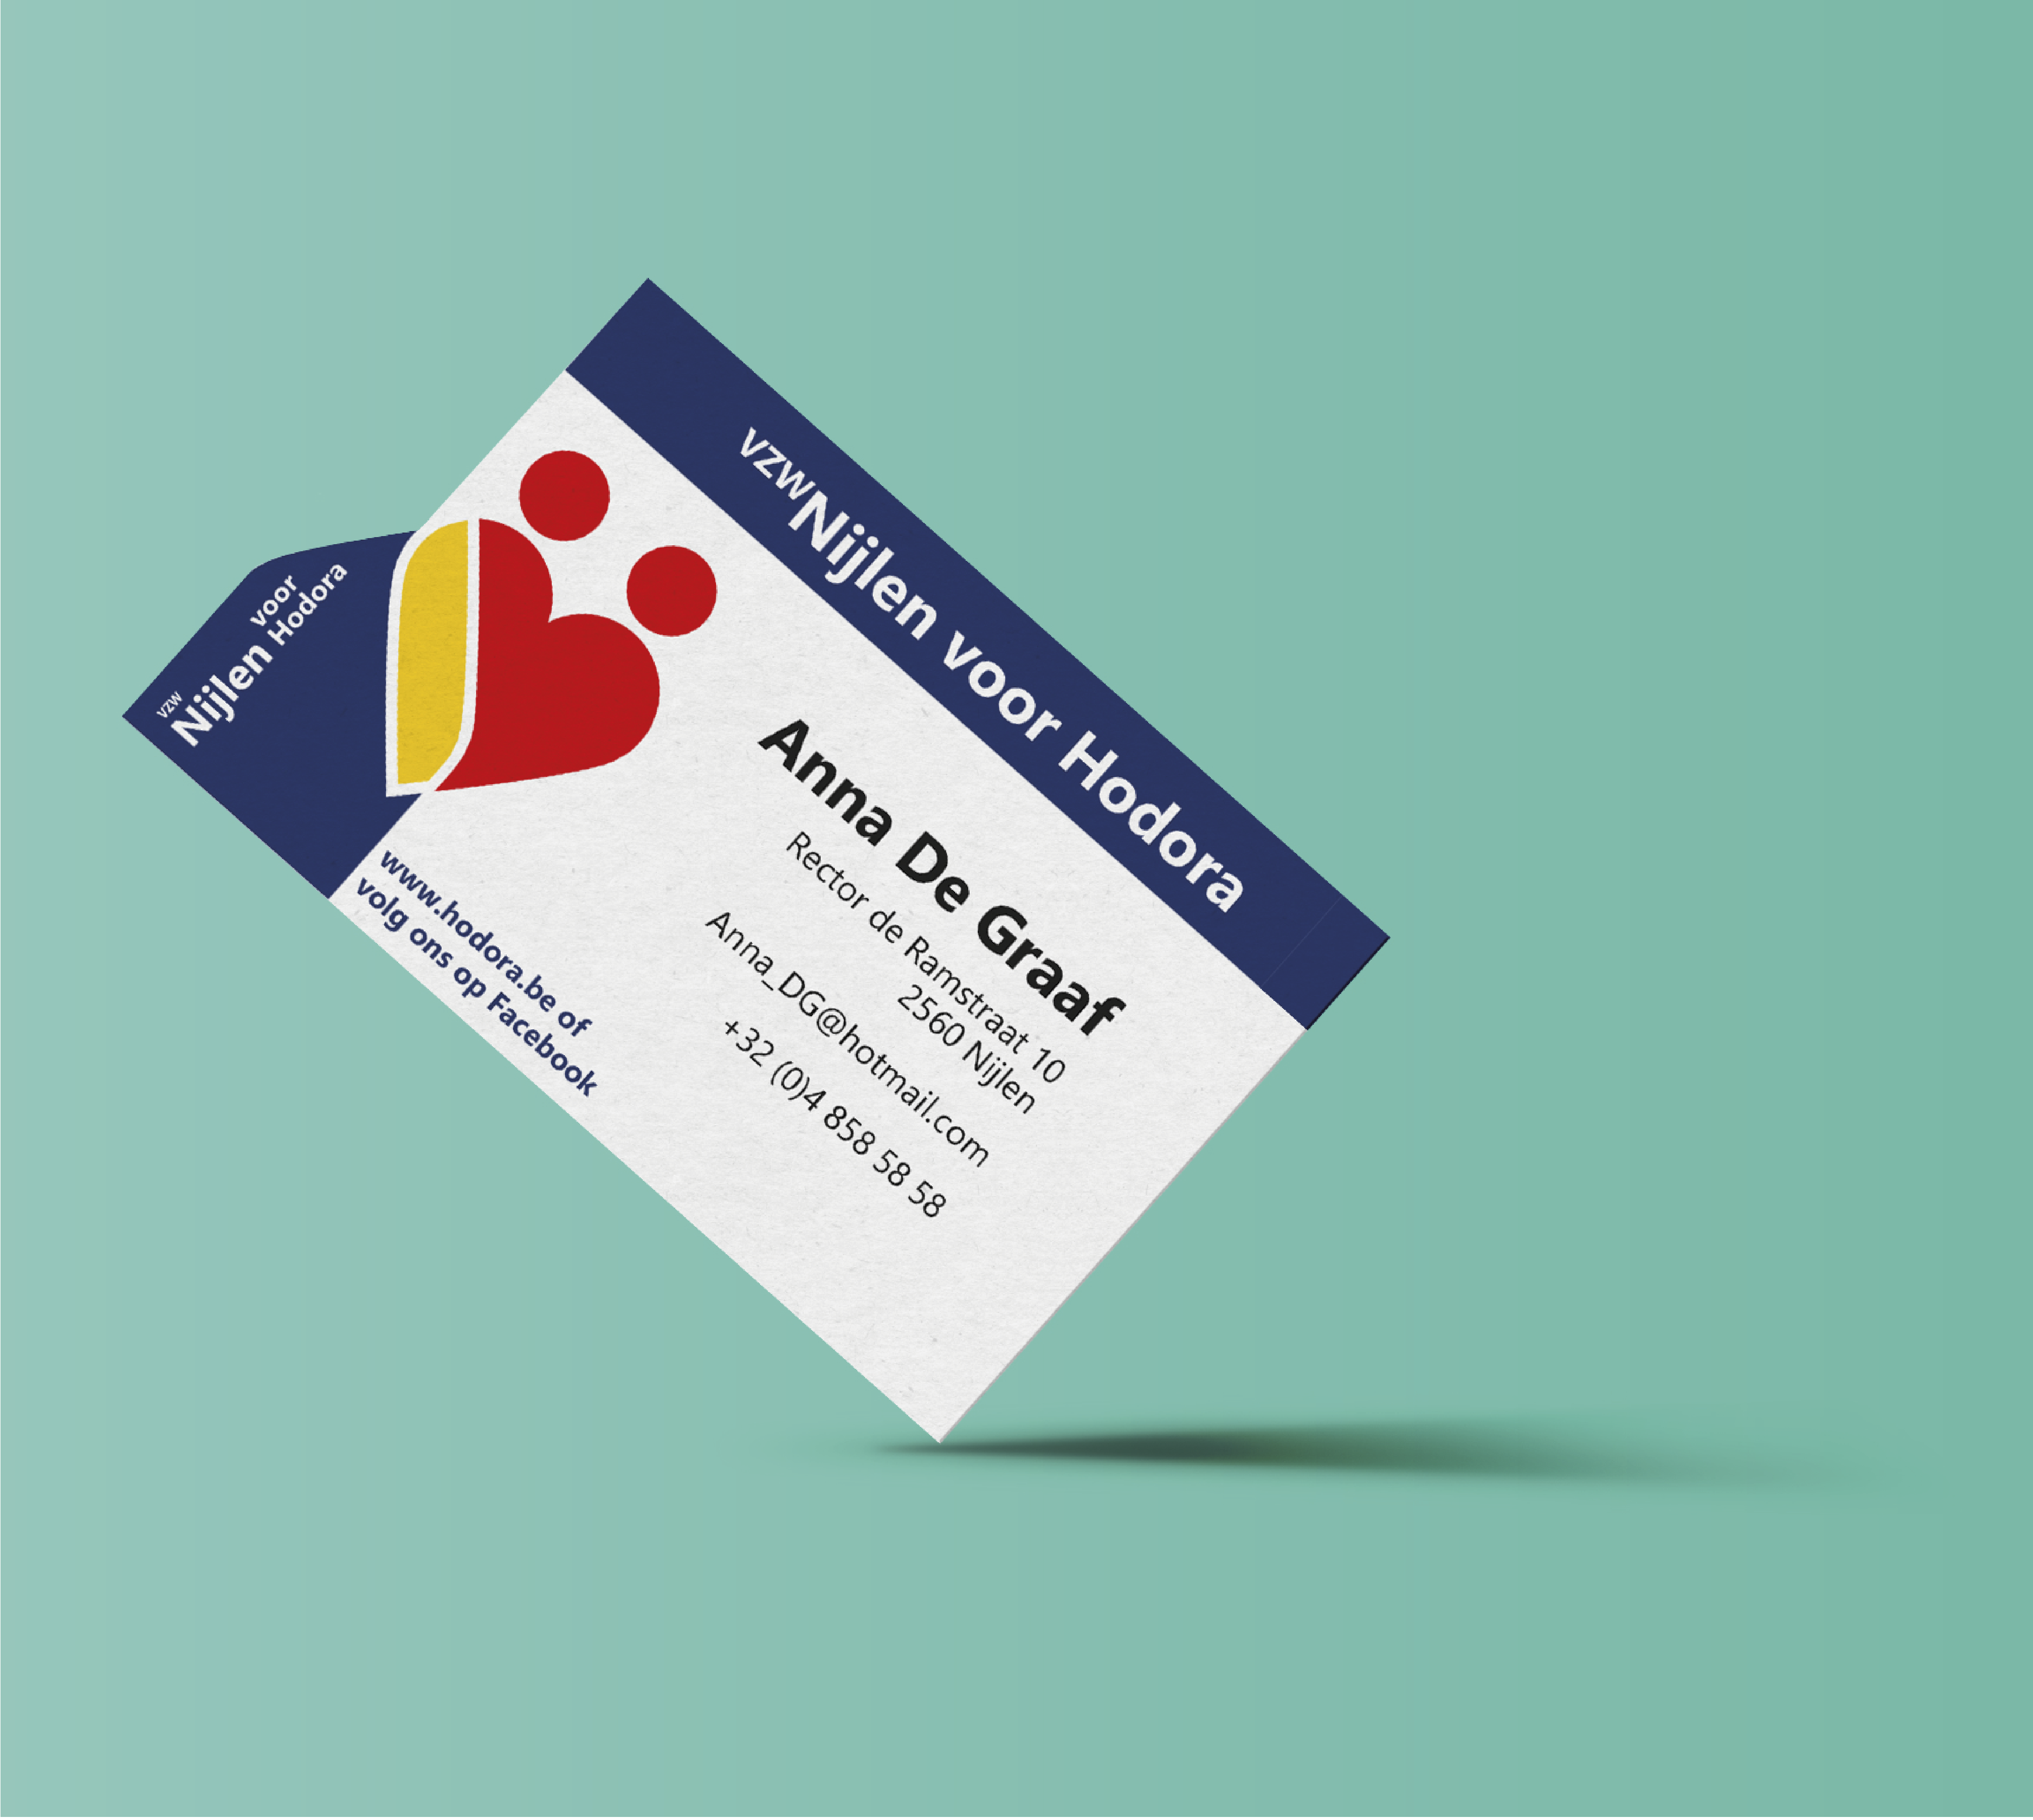 vzw Nijlen voor Hodora
Anna De Graaf
Rector de Ramstraat 10
2560 Nijlen
Anna_DG@hotmail.com
+32 (0)4 858 58 58
www.hodora.be of
volg ons op Facebook
vzw
voor
Nijlen Hodora